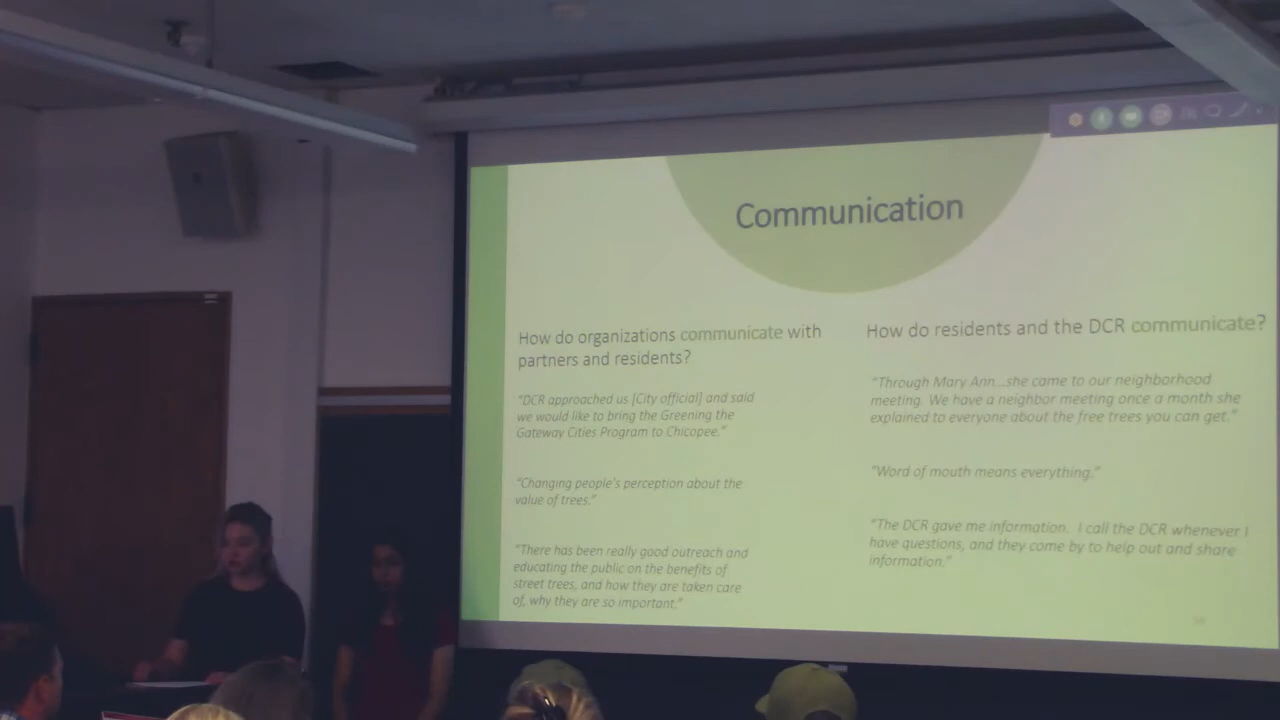 Communication
How do organizations communicate with
partners and residents?
"DCR approached us [City official] and said
we would like to bring the Greening the
Gateway Cities Program to Chicopee."
"Changing people's perception about the
value of trees."
"There has been really good outreach and
educating the public on the benefits of
street trees, and how they are taken care
of, why they are so important."
How do residents and the DCR communicate?
"Through Mary Ann...she came to our neighborhood
meeting. We have a neighbor meeting once a month she
explained to everyone about the free trees you can get."
"Word of mouth means everything."
"The DCR gave me information.  I call the DCR whenever I
have questions, and they come by to help out and share
information."